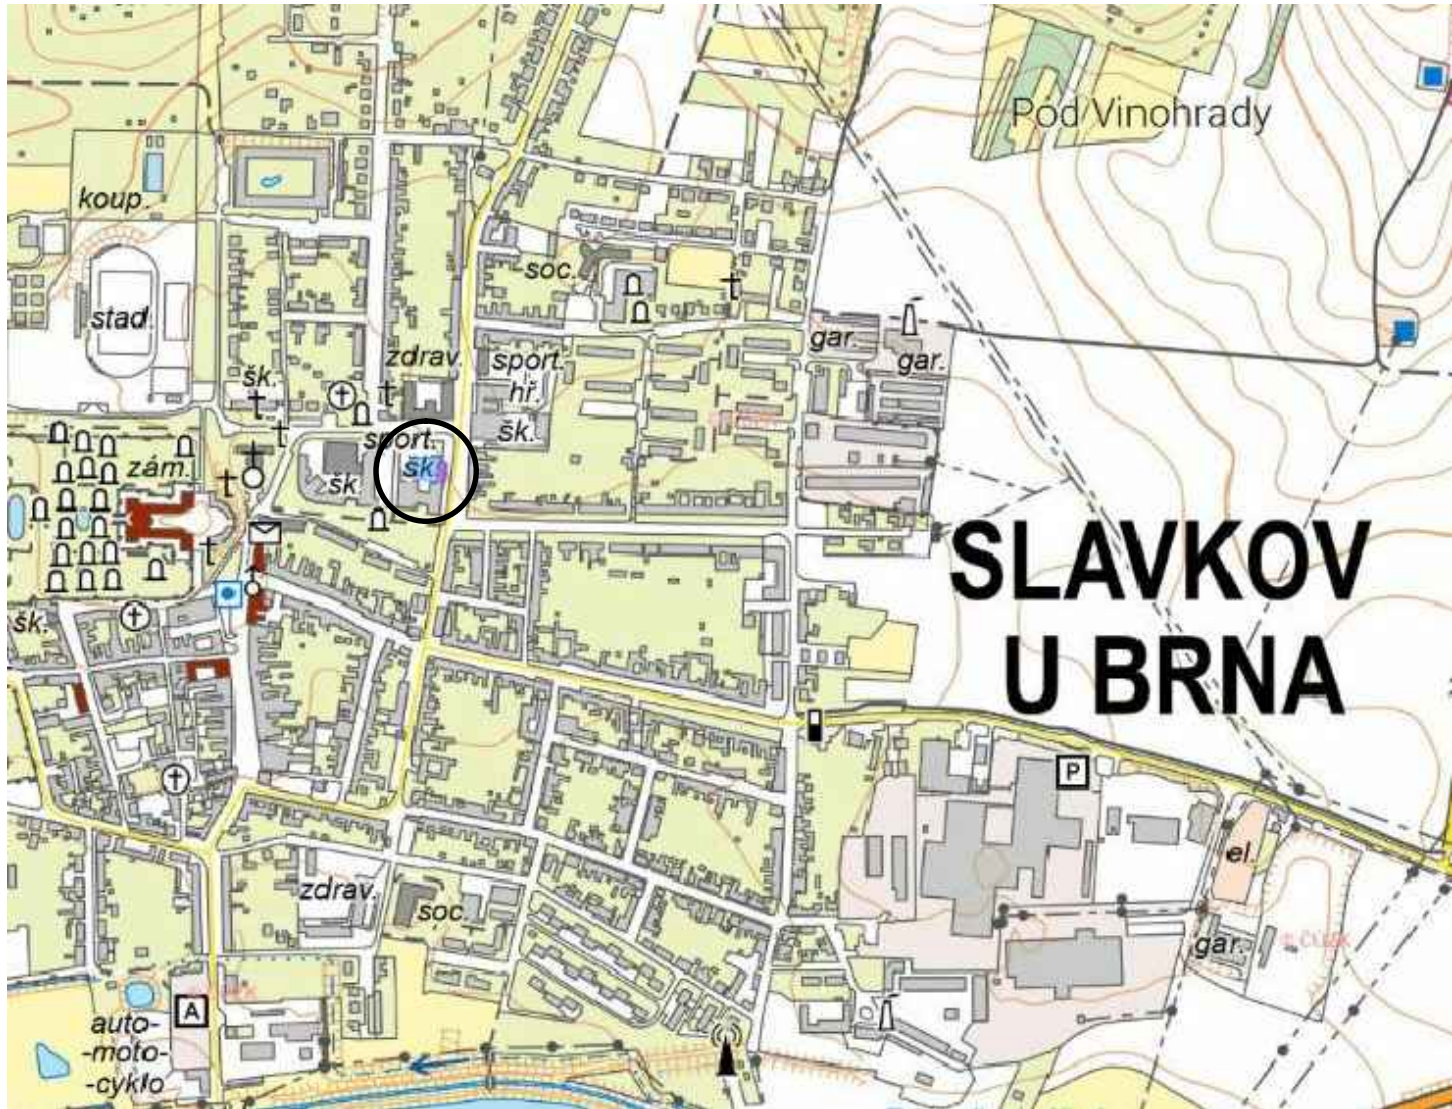 Pod Vinohrady
koup.
soc.
stad.
gar.
gar.
zdrav.
sport.
hř.
šk.
šk.
sport.
šk.
zám.
šk
SLAVKOV
U BRNA
šk.
P
el.
zdrav.
soc.
gar.
© ČÚZK
A
auto-
-moto-
-cyklo